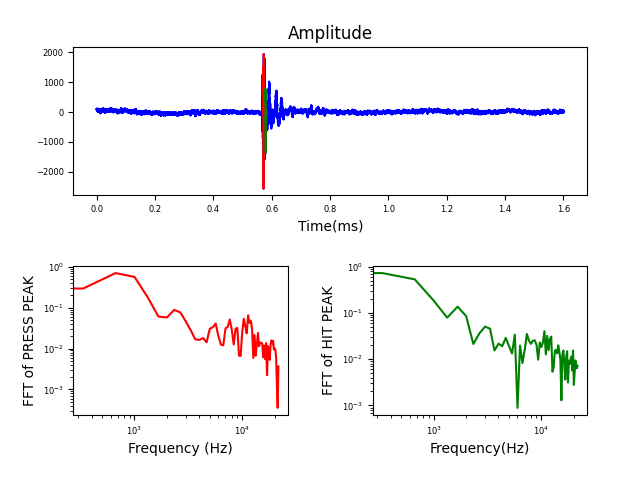 Amplitude
2000
1000
0
−1000
−2000
0.0 0.2 0.4 0.6 0.8 1.0 1.2 1.4 1.6
Time(ms)
FFT of PRESS PEAK
10⁰
10⁻¹
10⁻²
10⁻³
10³ 10⁴
Frequency (Hz)
FFT of HIT PEAK
10⁰
10⁻¹
10⁻²
10⁻³
10³ 10⁴
Frequency(Hz)